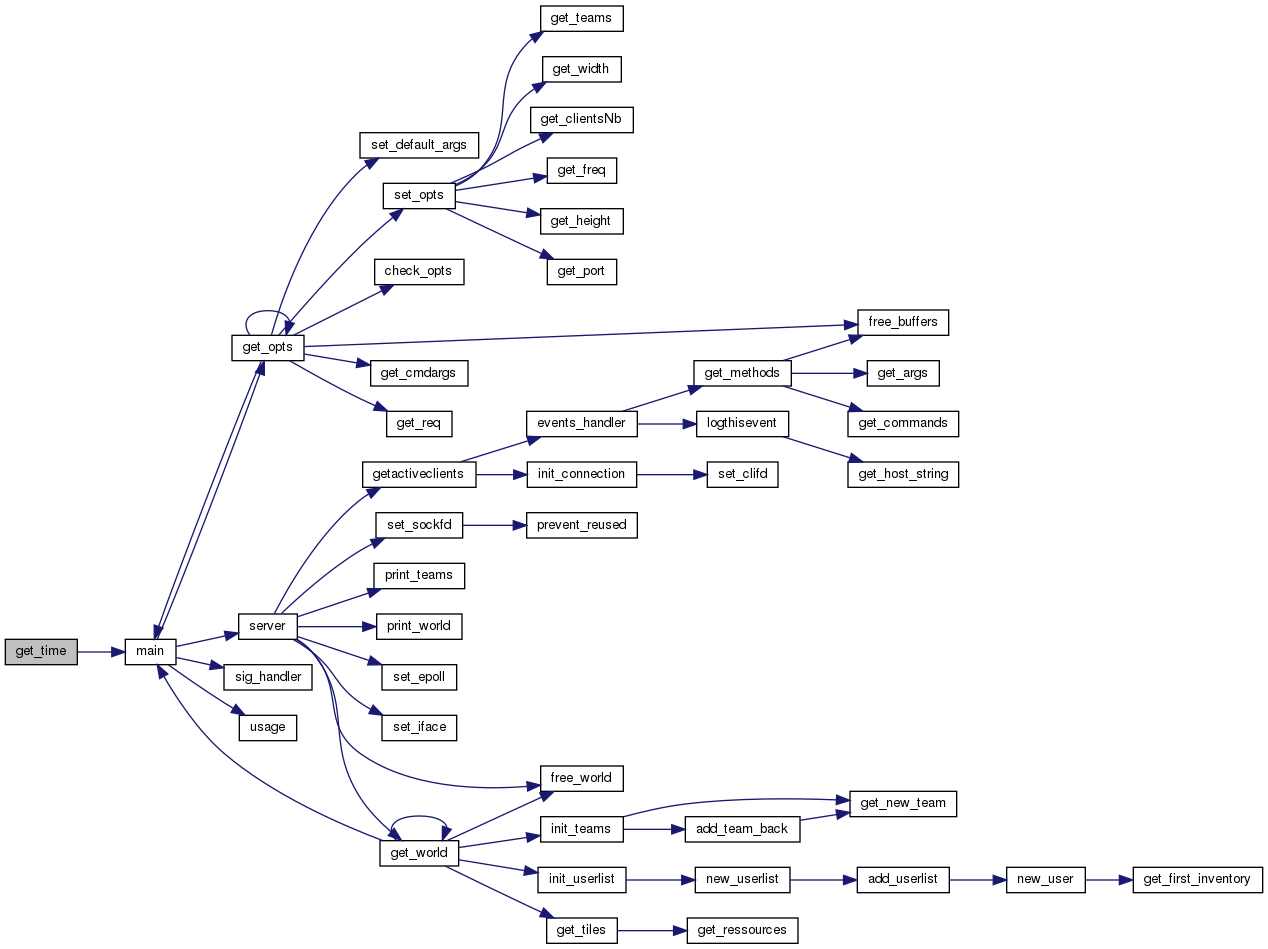 get_teams
get_width
get_clientsNb
set_default_args
get_freq
set_opts
get_height
check_opts
get_port
free_buffers
get_opts
get_cmdargs
get_methods
get_args
get_req
events_handler
logthisevent
get_commands
getactiveclients
init_connection
set_clifd
get_host_string
set_sockfd
prevent_reused
print_teams
server
print_world
get_time
main
sig_handler
set_epoll
usage
set_iface
free_world
get_new_team
init_teams
add_team_back
get_world
init_userlist
new_userlist
add_userlist
new_user
get_first_inventory
get_tiles
get_ressources